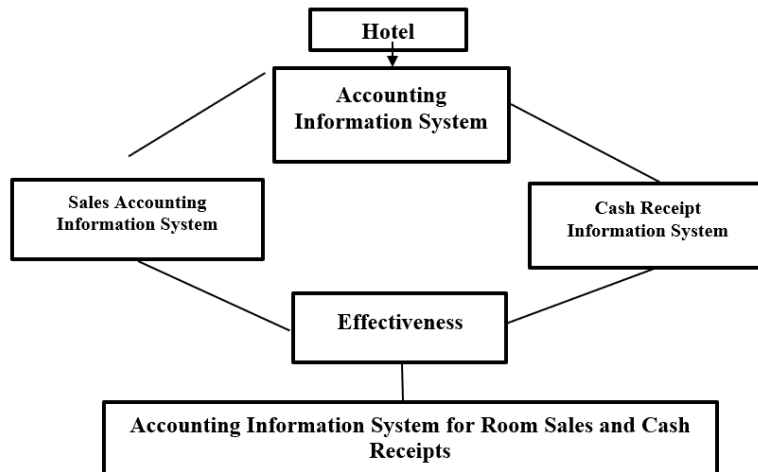 Hotel
Accounting
Information System
Sales Accounting
Information System
Cash Receipt
Information System
Effectiveness
Accounting Information System for Room Sales and Cash
Receipts